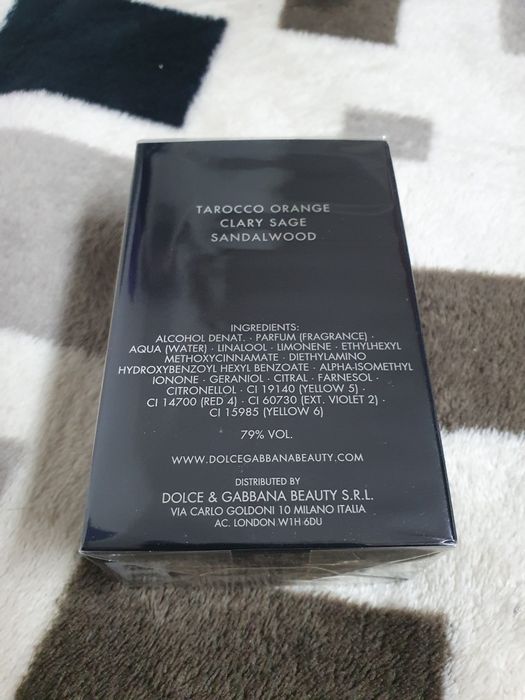 TAROCCO ORANGE
CLARY SAGE
SANDALWOOD
INGREDIENTS:
ALCOHOL DENAT. · PARFUM (FRAGRANCE) ·
AQUA (WATER) · LINALOOL · LIMONENE · ETHYLHEXYL
METHOXYCINNAMATE · DIETHYLAMINO
HYDROXYBENZOYL HEXYL BENZOATE · ALPHA-ISOMETHYL
IONONE · GERANIOL · CITRAL · FARNESOL ·
CITRONELLOL · CI 19140 (YELLOW 5) ·
CI 14700 (RED 4) · CI 60730 (EXT. VIOLET 2) ·
CI 15985 (YELLOW 6)
79% VOL.
WWW.DOLCEGABBANABEAUTY.COM
DISTRIBUTED BY
DOLCE & GABBANA BEAUTY S.R.L.
VIA CARLO GOLDONI 10 MILANO ITALIA
AC. LONDON W1H 6DU